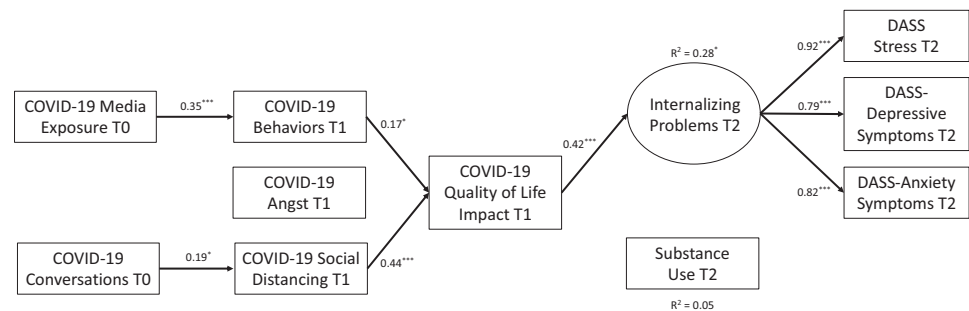 COVID-19 Media
Exposure T0
0.35***
COVID-19
Behaviors T1
0.17*
COVID-19
Angst T1
COVID-19
Conversations T0
0.19*
COVID-19 Social
Distancing T1
0.44***
COVID-19
Quality of Life
Impact T1
0.42***
R² = 0.28*
Internalizing
Problems T2
0.92***
0.79***
0.82***
DASS
Stress T2
DASS-
Depressive
Symptoms T2
DASS-Anxiety
Symptoms T2
Substance
Use T2
R² = 0.05